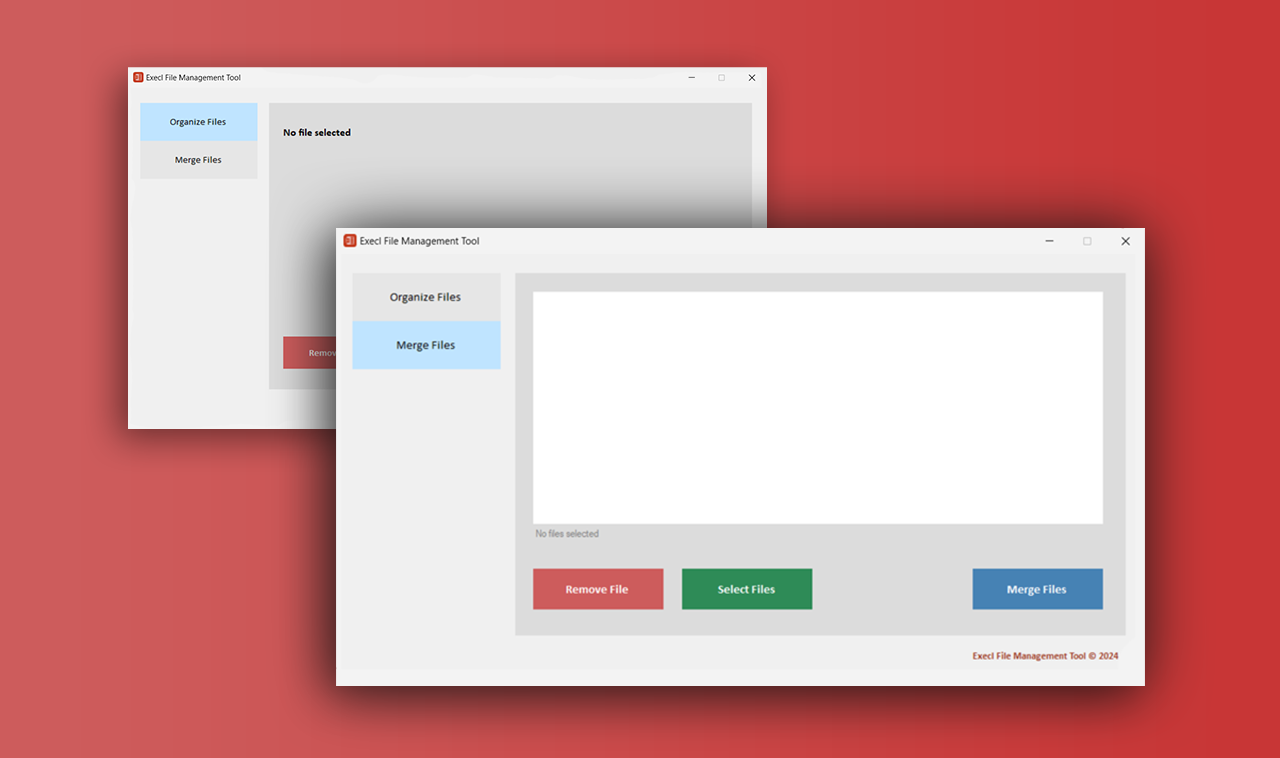 Execl File Management Tool
Organize Files
No file selected
Merge Files
Execl File Management Tool
Organize Files
Merge Files
No files selected
Remove File Select Files Merge Files
Execl File Management Tool © 2024